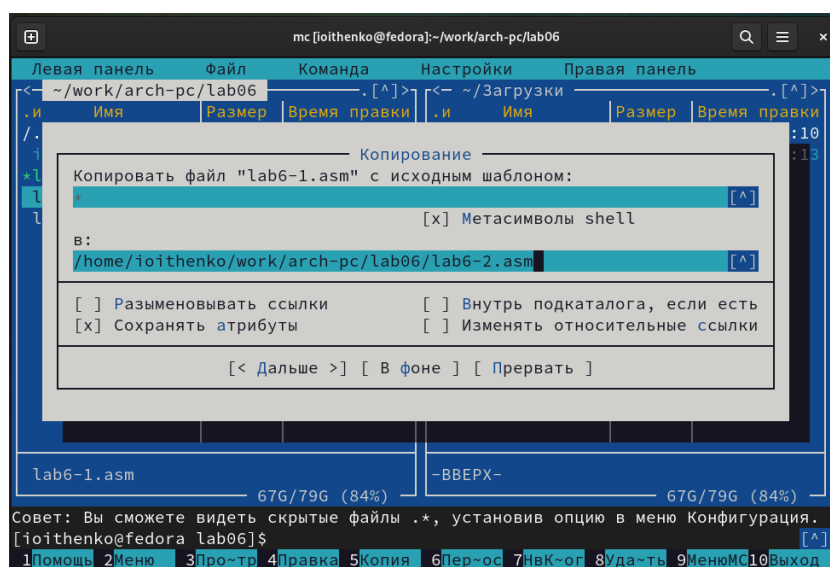 mc [ioithenko@fedora]:~/work/arch-pc/lab06
Левая панель Файл Команда Настройки Правая панель
<— ~/work/arch-pc/lab06 .[^]> <— ~/Загрузки .[^]>
.и Имя Размер Время правки .и Имя Размер Время правки
/. :10
Копирование :13
Копировать файл "lab6-1.asm" с исходным шаблоном:
* [^]
[x] Метасимволы shell
в:
/home/ioithenko/work/arch-pc/lab06/lab6-2.asm [^]
[ ] Разыменовывать ссылки [ ] Внутрь подкаталога, если есть
[x] Сохранять атрибуты [ ] Изменять относительные ссылки
[< Дальше >] [ В фоне ] [ Прервать ]
lab6-1.asm -ВВЕРХ-
67G/79G (84%) 67G/79G (84%)
Совет: Вы сможете видеть скрытые файлы .*, установив опцию в меню Конфигурация.
[ioithenko@fedora lab06]$ [^]
1Помощь 2Меню 3Про~тр 4Правка 5Копия 6Пер~ос 7НвК~ог 8Уда~ть 9МенюМС 10Выход